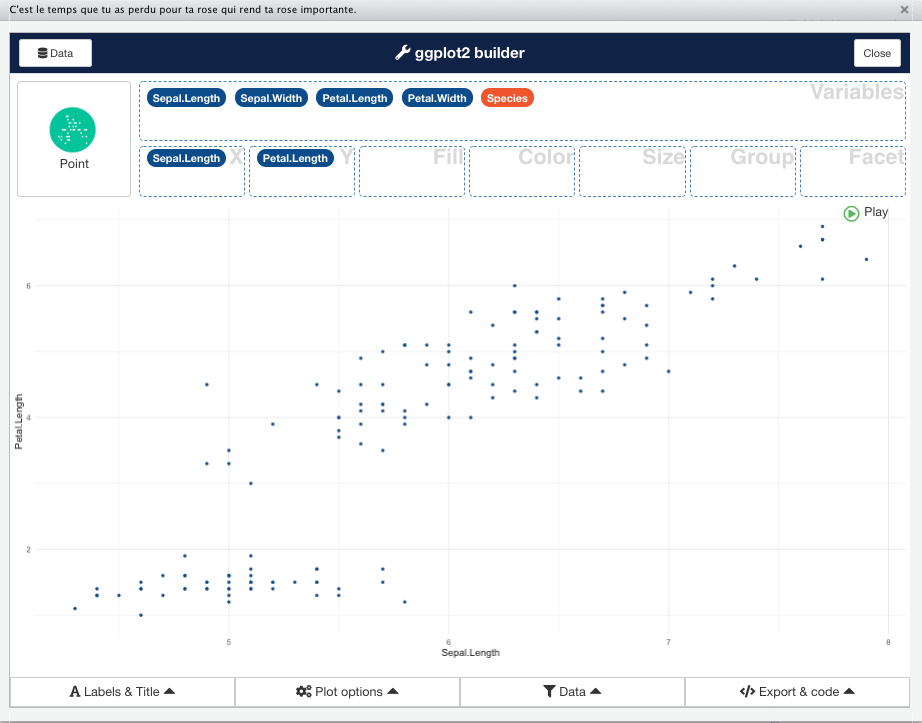 C'est le temps que tu as perdu pour ta rose qui rend ta rose importante.
Data
ggplot2 builder
Close
Sepal.Length Sepal.Width Petal.Length Petal.Width Species
Variables
Point
Sepal.Length X Petal.Length Y Fill Color Size Group Facet
Play
6
4
2
Petal.Length
5 6 7 8
Sepal.Length
Labels & Title Plot options Data Export & code